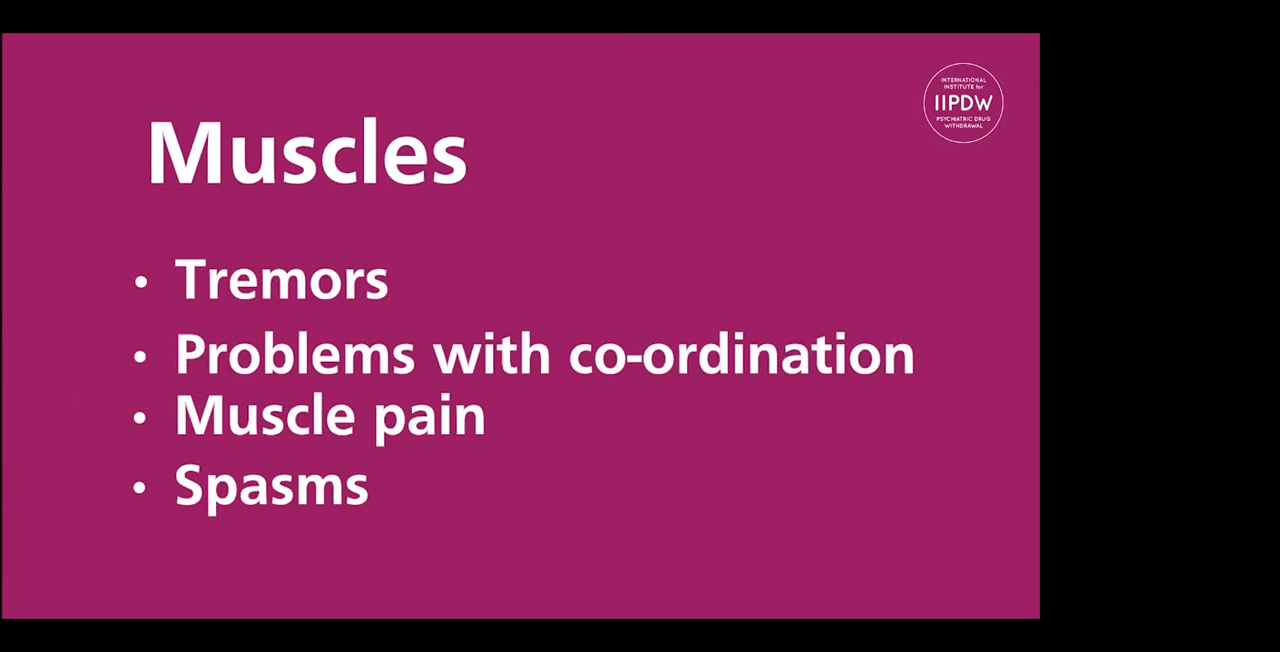 INTERNATIONAL
INSTITUTE for
IIPDW
PSYCHIATRIC DRUG
WITHDRAWAL
Muscles
• Tremors
• Problems with co-ordination
• Muscle pain
• Spasms